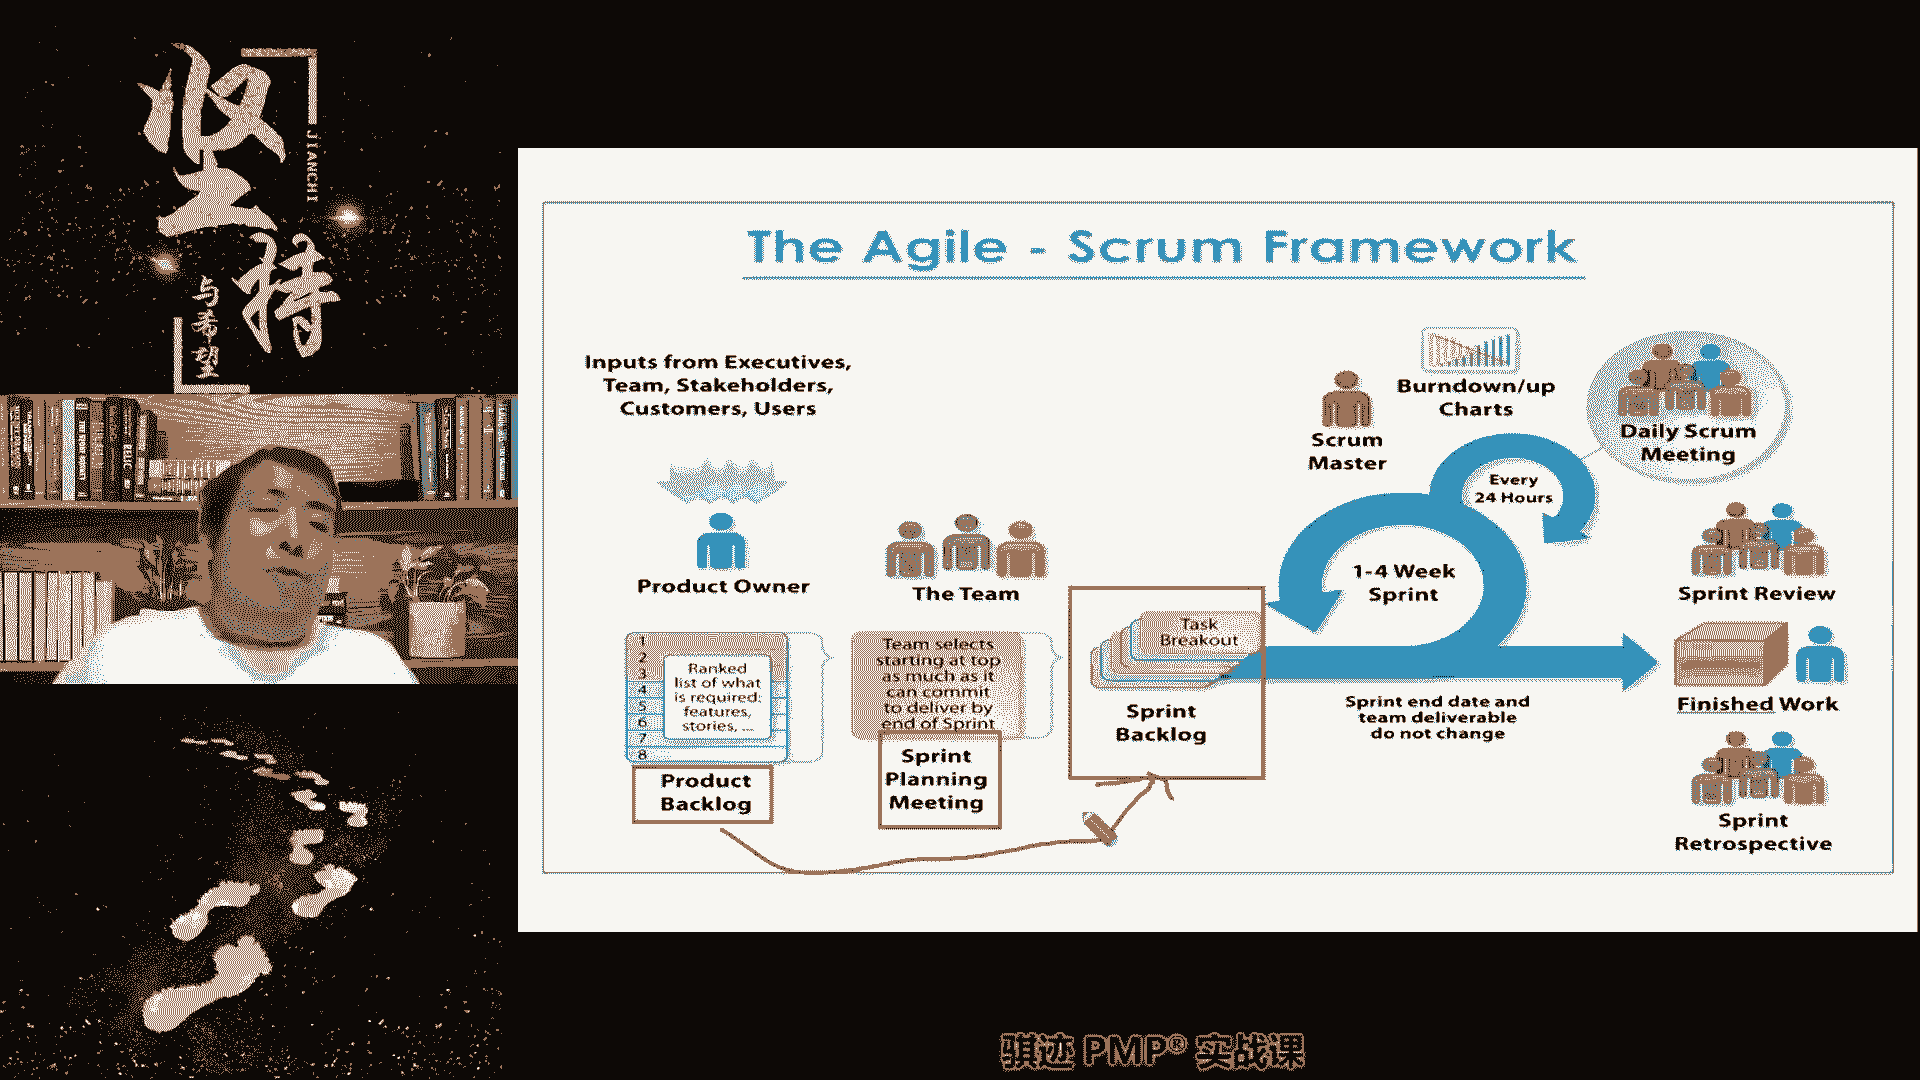 坚持
JIANCHI
与希望
The Agile - Scrum Framework
Inputs from Executives,
Team, Stakeholders,
Customers, Users
Product Owner
The Team
1
2
3
4
5
6
7
8
Ranked
list of what
is required:
features,
stories, ...
Product
Backlog
Team selects
starting at top
as much as it
can commit
to deliver by
end of Sprint
Sprint
Planning
Meeting
Task
Breakout
Sprint
Backlog
Scrum
Master
Burndown/up
Charts
Every
24 Hours
1-4 Week
Sprint
Sprint end date and
team deliverable
do not change
Daily Scrum
Meeting
Sprint Review
Finished Work
Sprint
Retrospective
骐迹 PMP® 实战课